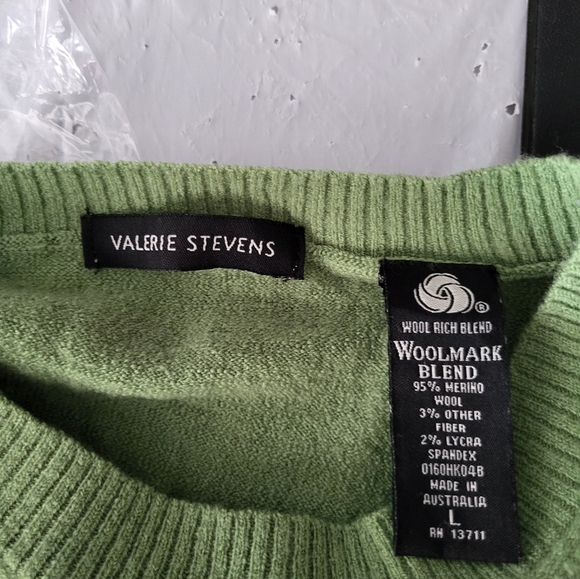 VALERIE STEVENS
®
WOOL RICH BLEND
WOOLMARK
BLEND
95% MERINO
WOOL
3% OTHER
FIBER
2% LYCRA
SPANDEX
0160HK04B
MADE IN
AUSTRALIA
L
RN 13711